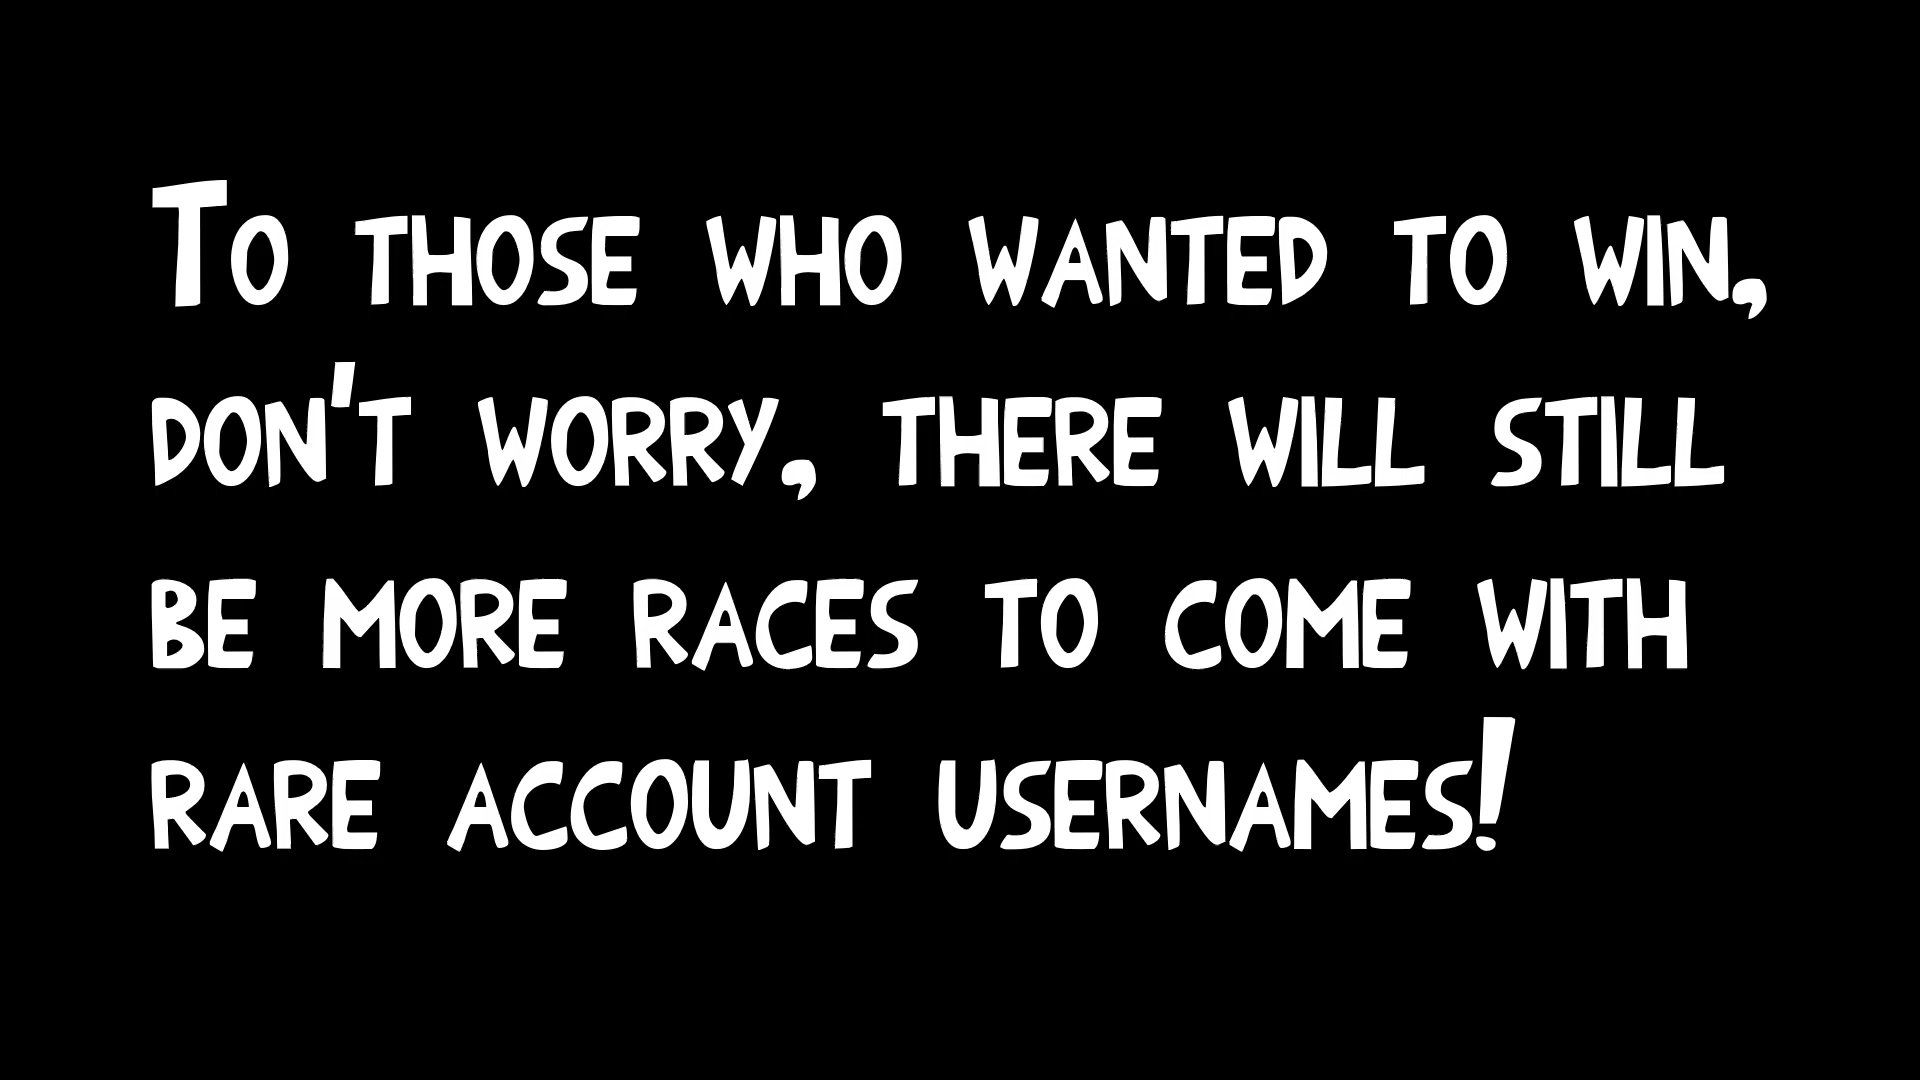 To those who wanted to win,
don't worry, there will still
be more races to come with
rare account usernames!